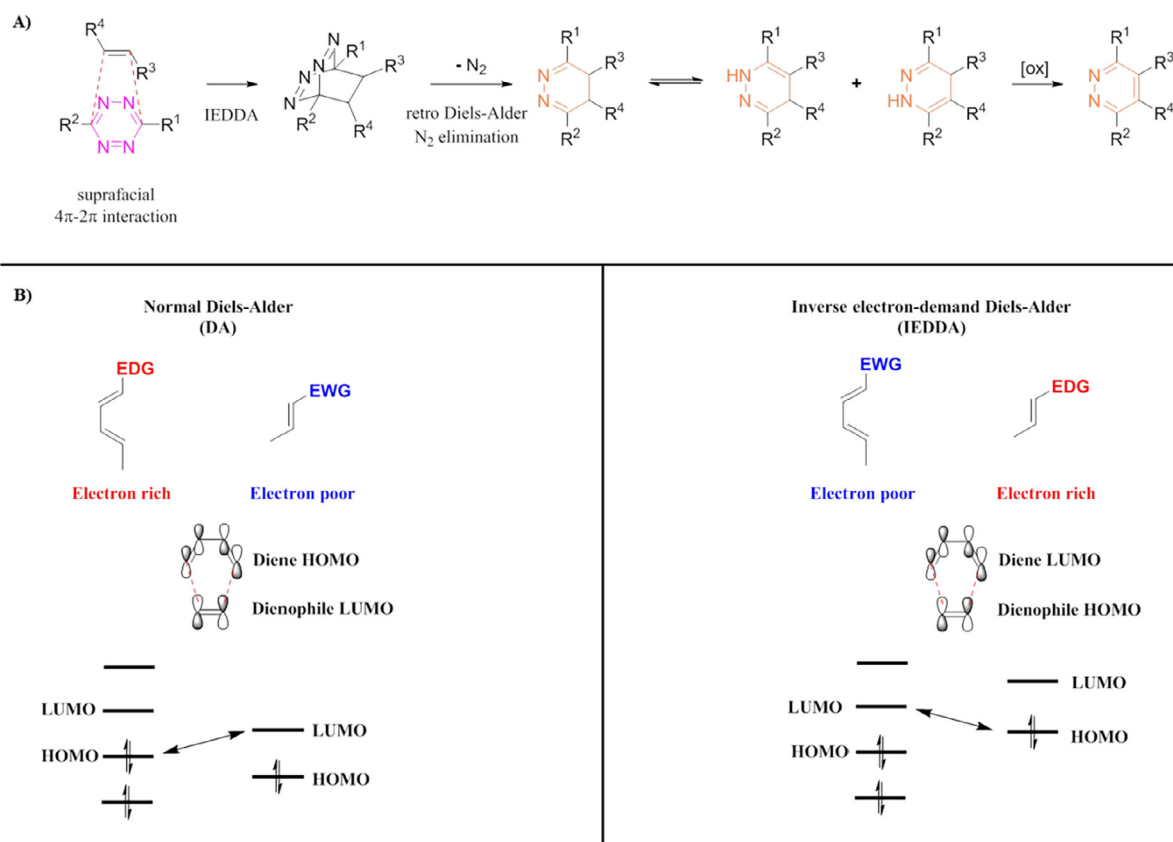 A)
R4
R3
N N
R2 R1
N=N
suprafacial
4π-2π interaction
IEDDA
N
N
N
N
R1
R3
R2
R4
- N2
retro Diels-Alder
N2 elimination
R1
R3
N
N
R4
R2
R1
R3
HN
N
R4
R2
+
R1
R3
N
HN
R4
R2
[ox]
R1
R3
N
N
R4
R2
B)
Normal Diels-Alder
(DA)
EDG
EWG
Electron rich
Electron poor
Diene HOMO
Dienophile LUMO
LUMO
LUMO
HOMO
HOMO
Inverse electron-demand Diels-Alder
(IEDDA)
EWG
EDG
Electron poor
Electron rich
Diene LUMO
Dienophile HOMO
LUMO
LUMO
HOMO
HOMO